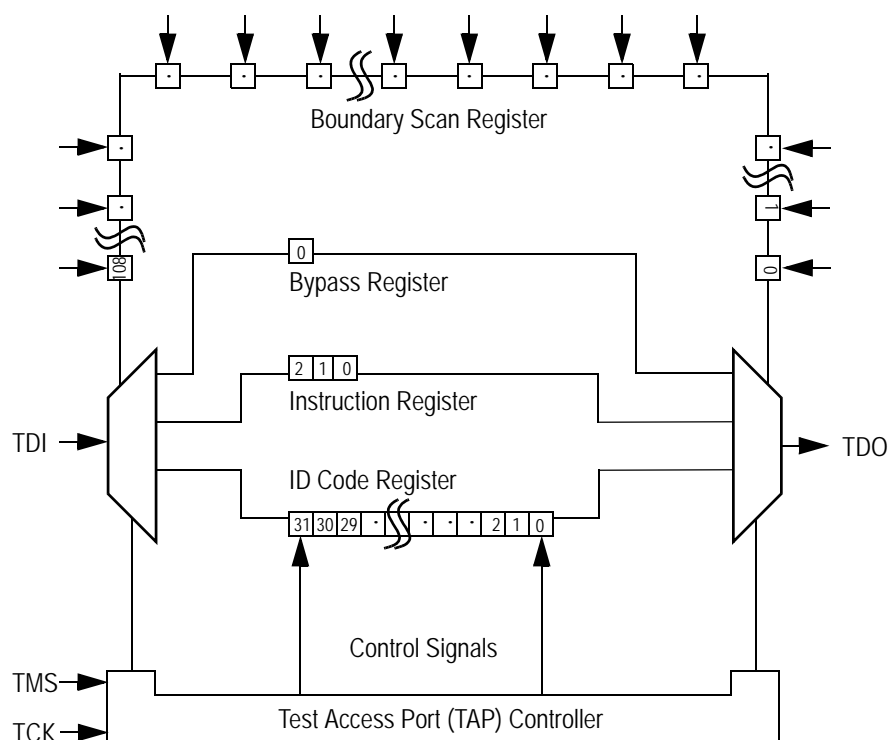 · · · · · · · ·
Boundary Scan Register
· ·
· 1
108 0
0
Bypass Register
2 1 0
Instruction Register
TDI TDO
ID Code Register
31 30 29 · · · · 2 1 0
Control Signals
TMS
Test Access Port (TAP) Controller
TCK